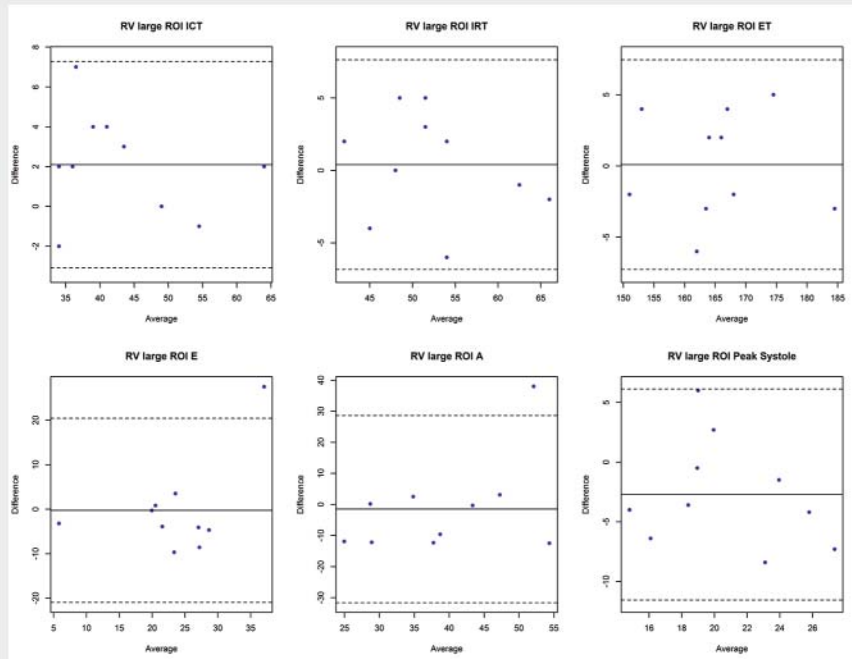 RV large ROI ICT
Difference
8
6
4
2
0
-2
35 40 45 50 55 60 65
Average
RV large ROI IRT
Difference
5
0
-5
45 50 55 60 65
Average
RV large ROI ET
Difference
5
0
-5
150 155 160 165 170 175 180 185
Average
RV large ROI E
Difference
20
10
0
-10
-20
5 10 15 20 25 30 35
Average
RV large ROI A
Difference
40
30
20
10
0
-10
-20
-30
25 30 35 40 45 50 55
Average
RV large ROI Peak Systole
Difference
5
0
-5
-10
16 18 20 22 24 26
Average